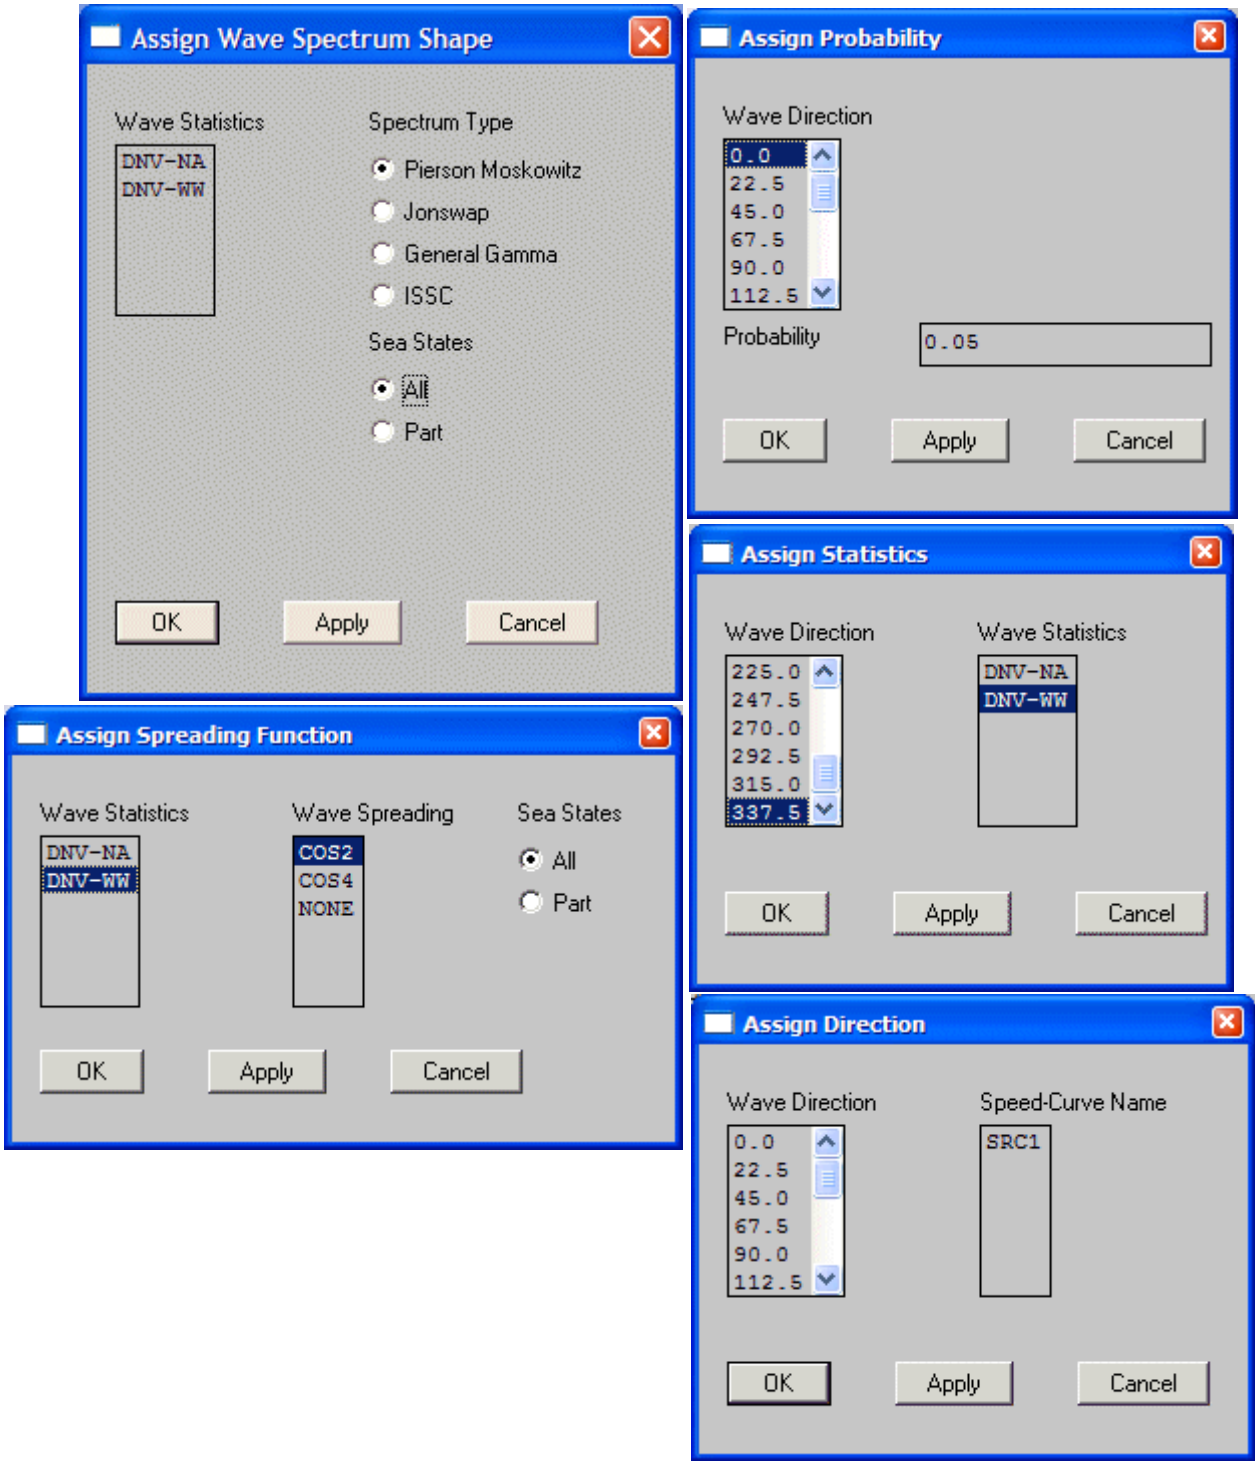 Assign Wave Spectrum Shape
Wave Statistics
DNV-NA
DNV-WW
Spectrum Type
Pierson Moskowitz
Jonswap
General Gamma
ISSC
Sea States
All
Part
OK
Apply
Cancel
Assign Probability
Wave Direction
0.0
22.5
45.0
67.5
90.0
112.5
Probability
0.05
OK
Apply
Cancel
Assign Statistics
Wave Direction
225.0
247.5
270.0
292.5
315.0
337.5
Wave Statistics
DNV-NA
DNV-WW
OK
Apply
Cancel
Assign Spreading Function
Wave Statistics
DNV-NA
DNV-WW
Wave Spreading
COS2
COS4
NONE
Sea States
All
Part
OK
Apply
Cancel
Assign Direction
Wave Direction
0.0
22.5
45.0
67.5
90.0
112.5
Speed-Curve Name
SRC1
OK
Apply
Cancel